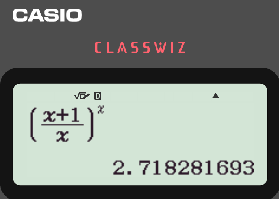 CASIO
CLASSWIZ
√🄳
(x+1/x)^x
2.718281693